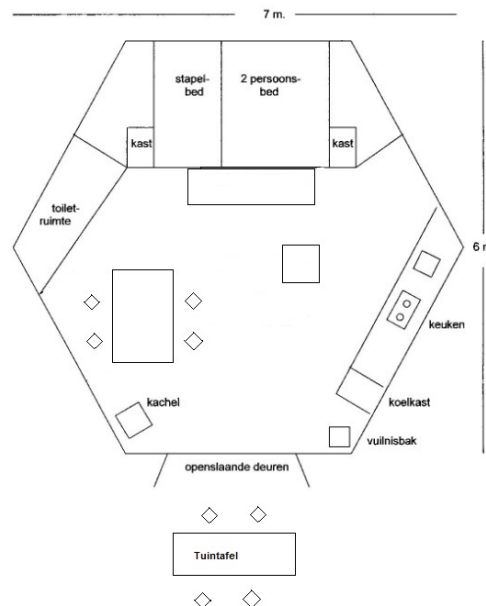 7 m.
stapel-
bed
2 persoons-
bed
kast
kast
toilet-
ruimte
6 m
keuken
kachel
koelkast
vuilnisbak
openslaande deuren
Tuintafel